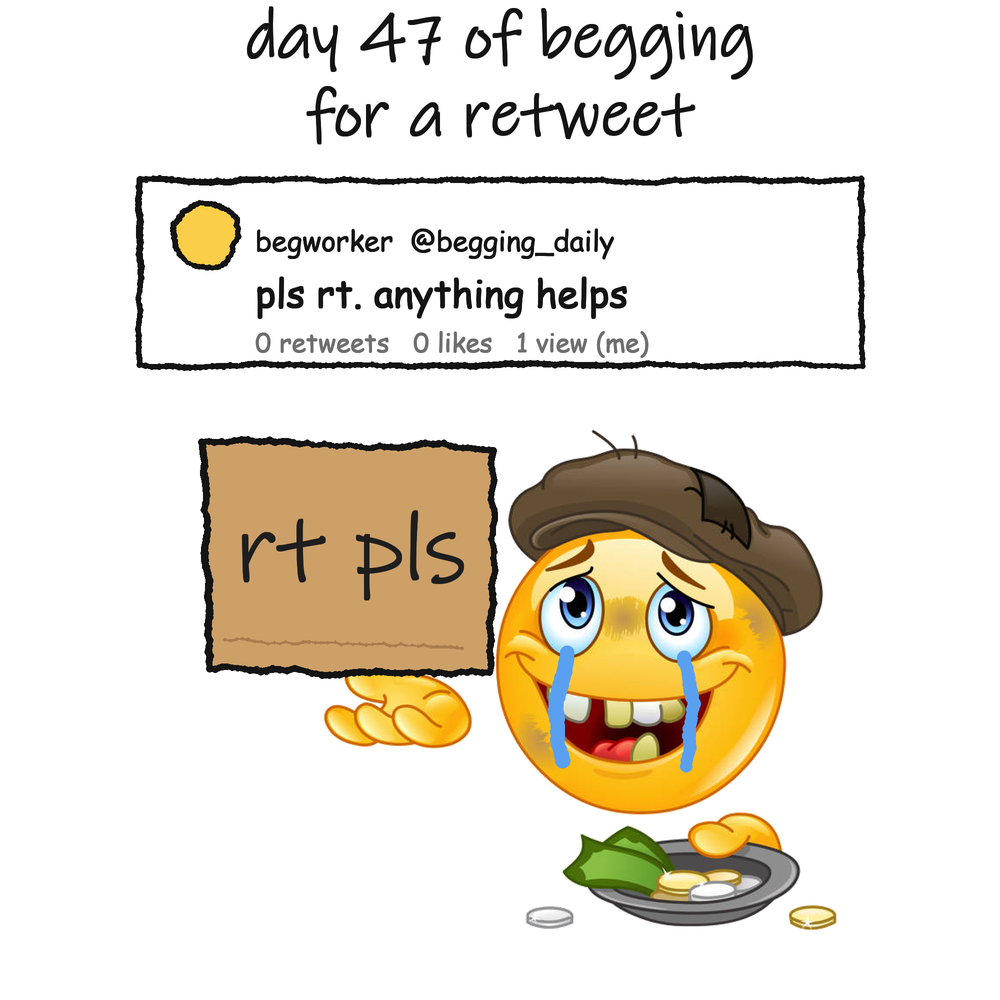 day 47 of begging
for a retweet
begworker @begging_daily
pls rt. anything helps
0 retweets 0 likes 1 view (me)
rt pls